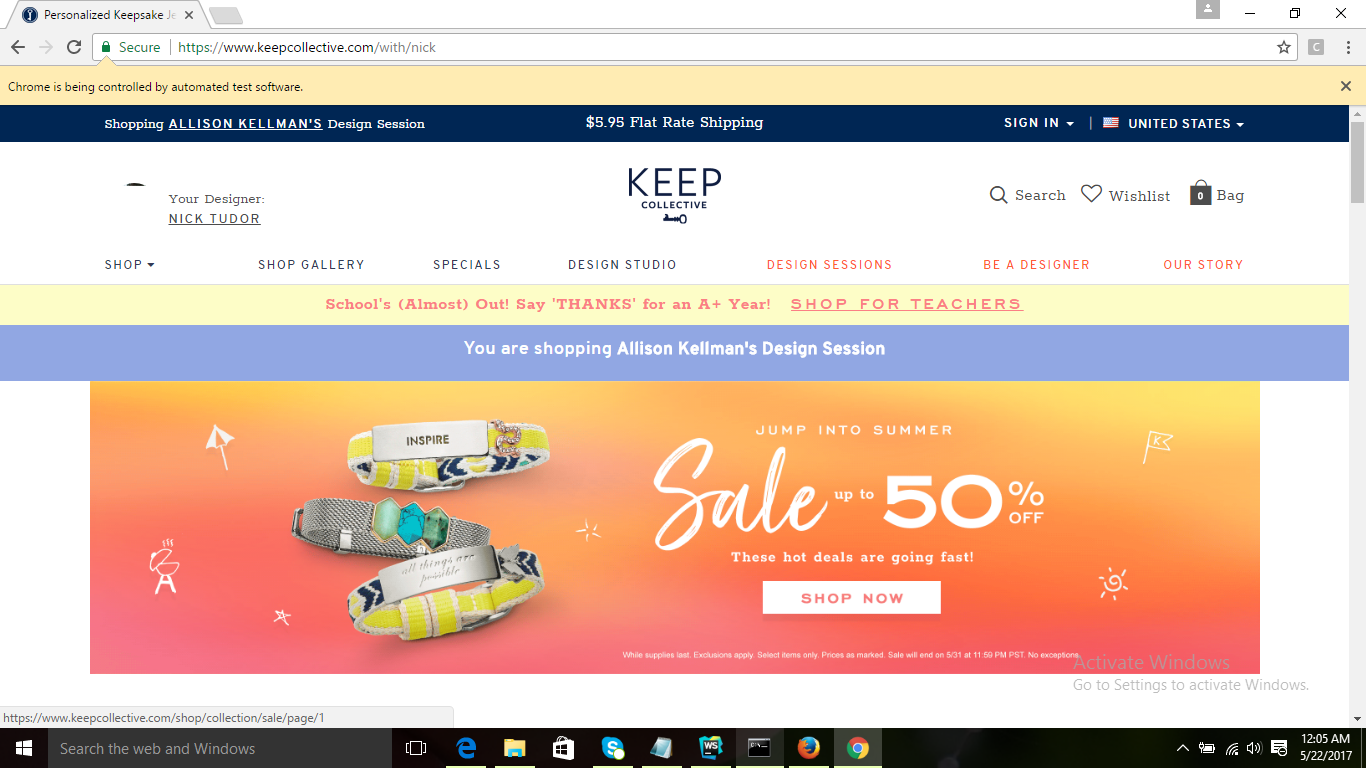 Personalized Keepsake Je
Secure https://www.keepcollective.com/with/nick
C
Chrome is being controlled by automated test software.
Shopping ALLISON KELLMAN'S Design Session
$5.95 Flat Rate Shipping
SIGN IN | UNITED STATES
Your Designer:
NICK TUDOR
KEEP
COLLECTIVE
Search
Wishlist
0 Bag
SHOP SHOP GALLERY SPECIALS DESIGN STUDIO DESIGN SESSIONS BE A DESIGNER OUR STORY
School's (Almost) Out! Say 'THANKS' for an A+ Year! SHOP FOR TEACHERS
You are shopping Allison Kellman's Design Session
INSPIRE
all things are
possible
JUMP INTO SUMMER
Sale up to 50% OFF
K
These hot deals are going fast!
SHOP NOW
While supplies last. Exclusions apply. Select items only. Prices as marked. Sale will end on 5/31 at 11:59 PM PST. No exceptions.
Activate Windows
Go to Settings to activate Windows.
https://www.keepcollective.com/shop/collection/sale/page/1
Search the web and Windows
WS
12:05 AM
5/22/2017